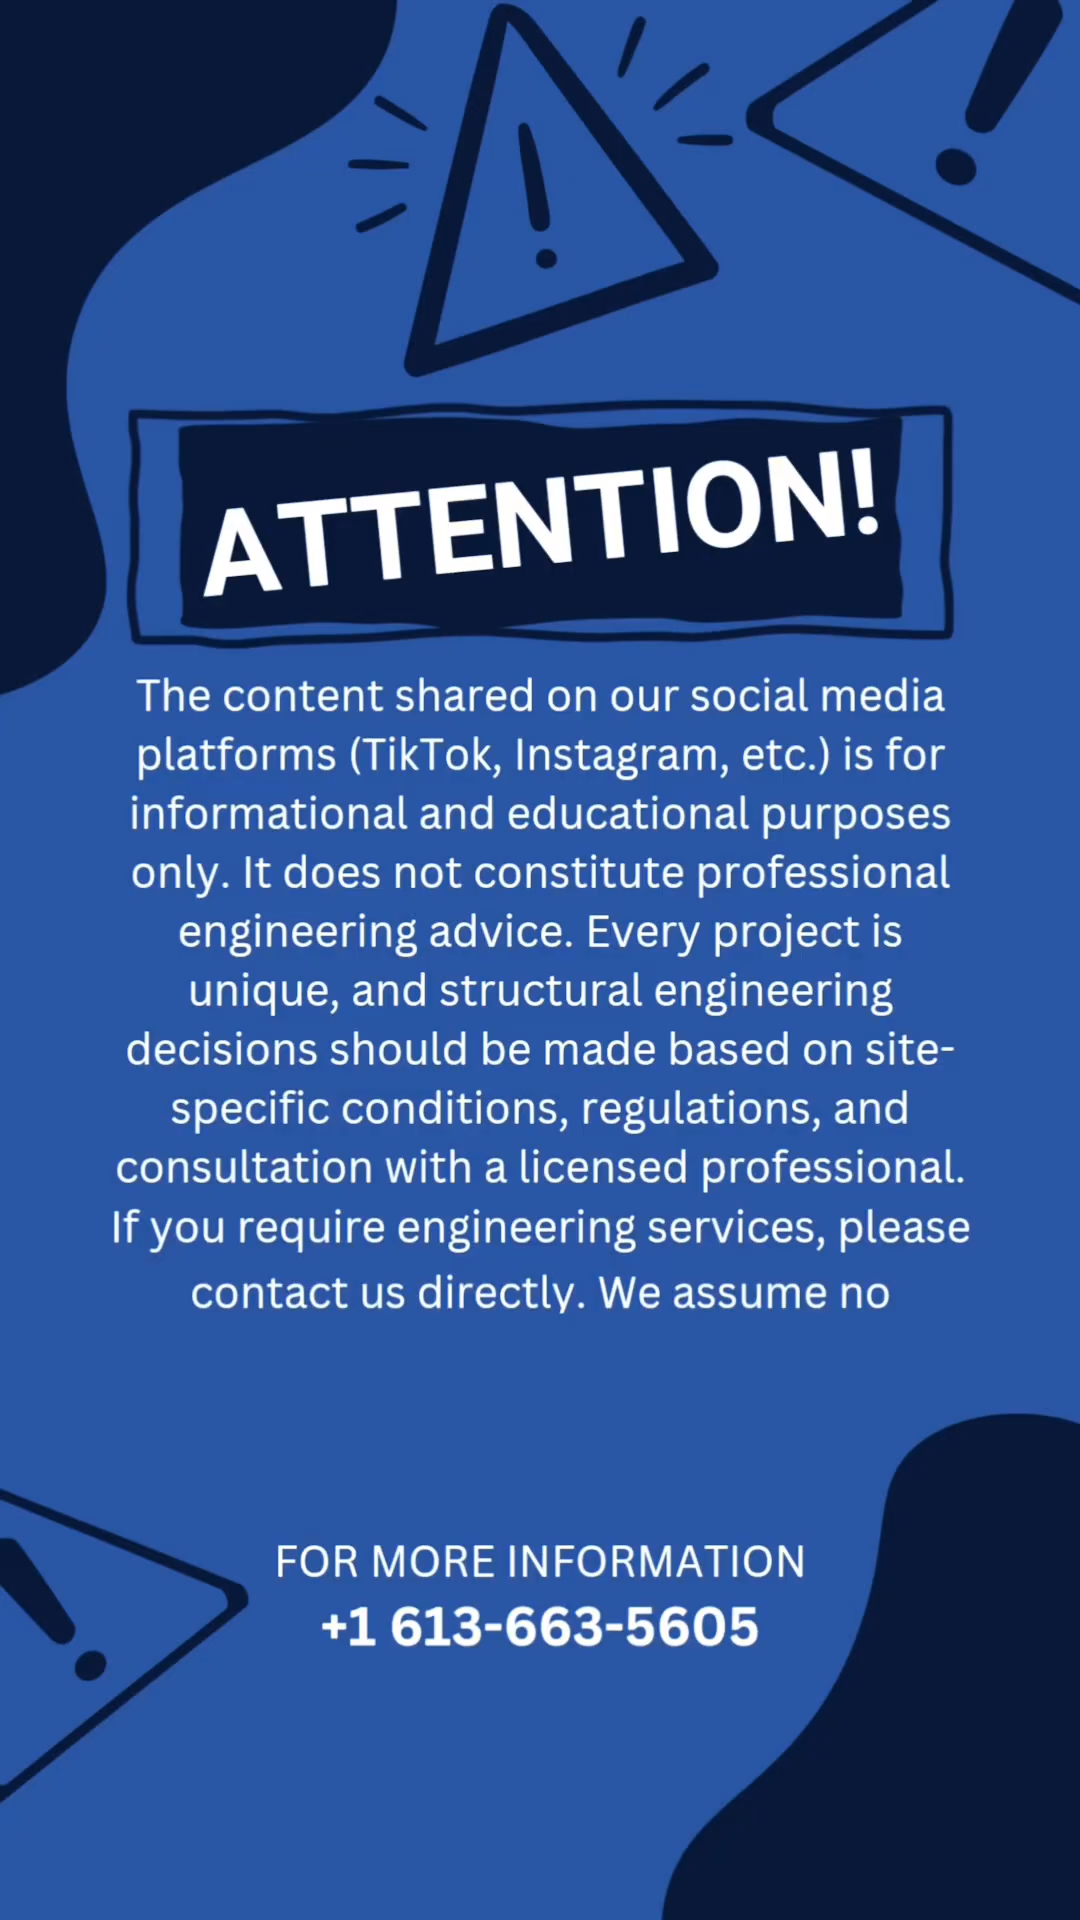 ATTENTION!
The content shared on our social media
platforms (TikTok, Instagram, etc.) is for
informational and educational purposes
only. It does not constitute professional
engineering advice. Every project is
unique, and structural engineering
decisions should be made based on site-
specific conditions, regulations, and
consultation with a licensed professional.
If you require engineering services, please
contact us directly. We assume no
FOR MORE INFORMATION
+1 613-663-5605